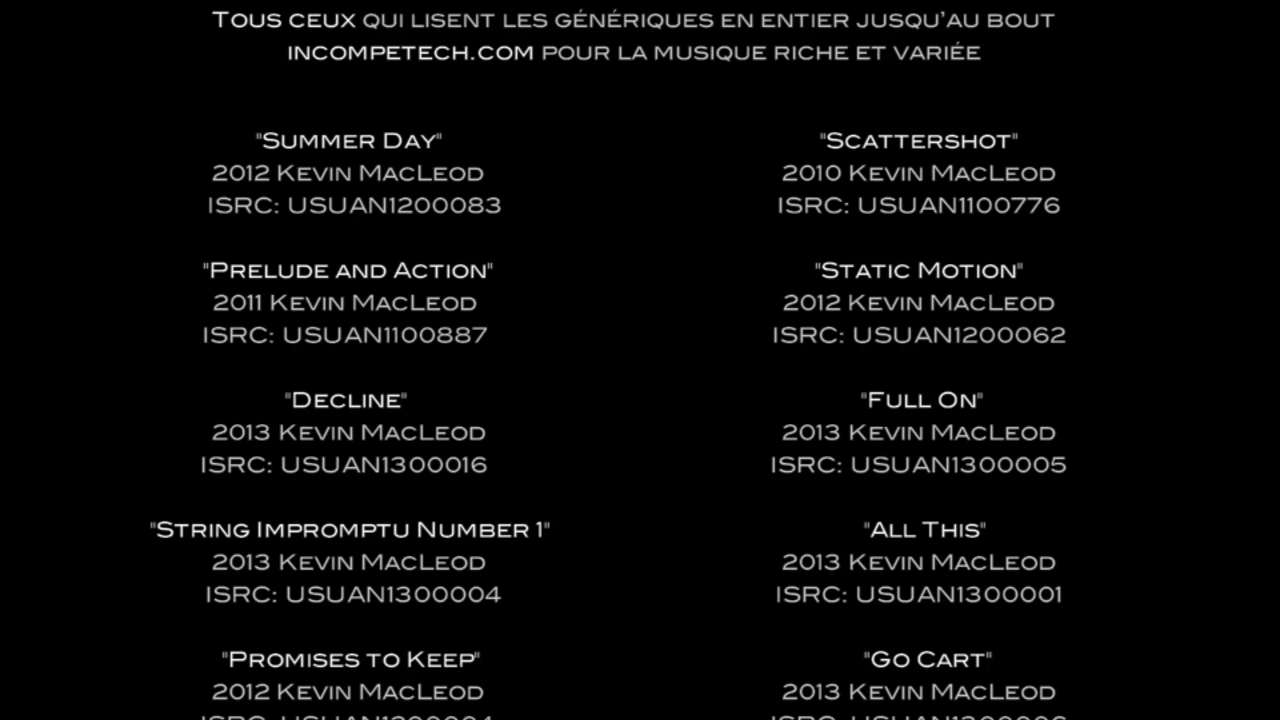 Tous ceux qui lisent les génériques en entier jusqu'au bout
incompetech.com pour la musique riche et variée
"Summer Day"
2012 Kevin MacLeod
ISRC: USUAN1200083
"Scattershot"
2010 Kevin MacLeod
ISRC: USUAN1100776
"Prelude and Action"
2011 Kevin MacLeod
ISRC: USUAN1100887
"Static Motion"
2012 Kevin MacLeod
ISRC: USUAN1200062
"Decline"
2013 Kevin MacLeod
ISRC: USUAN1300016
"Full On"
2013 Kevin MacLeod
ISRC: USUAN1300005
"String Impromptu Number 1"
2013 Kevin MacLeod
ISRC: USUAN1300004
"All This"
2013 Kevin MacLeod
ISRC: USUAN1300001
"Promises to Keep"
2012 Kevin MacLeod
"Go Cart"
2013 Kevin MacLeod